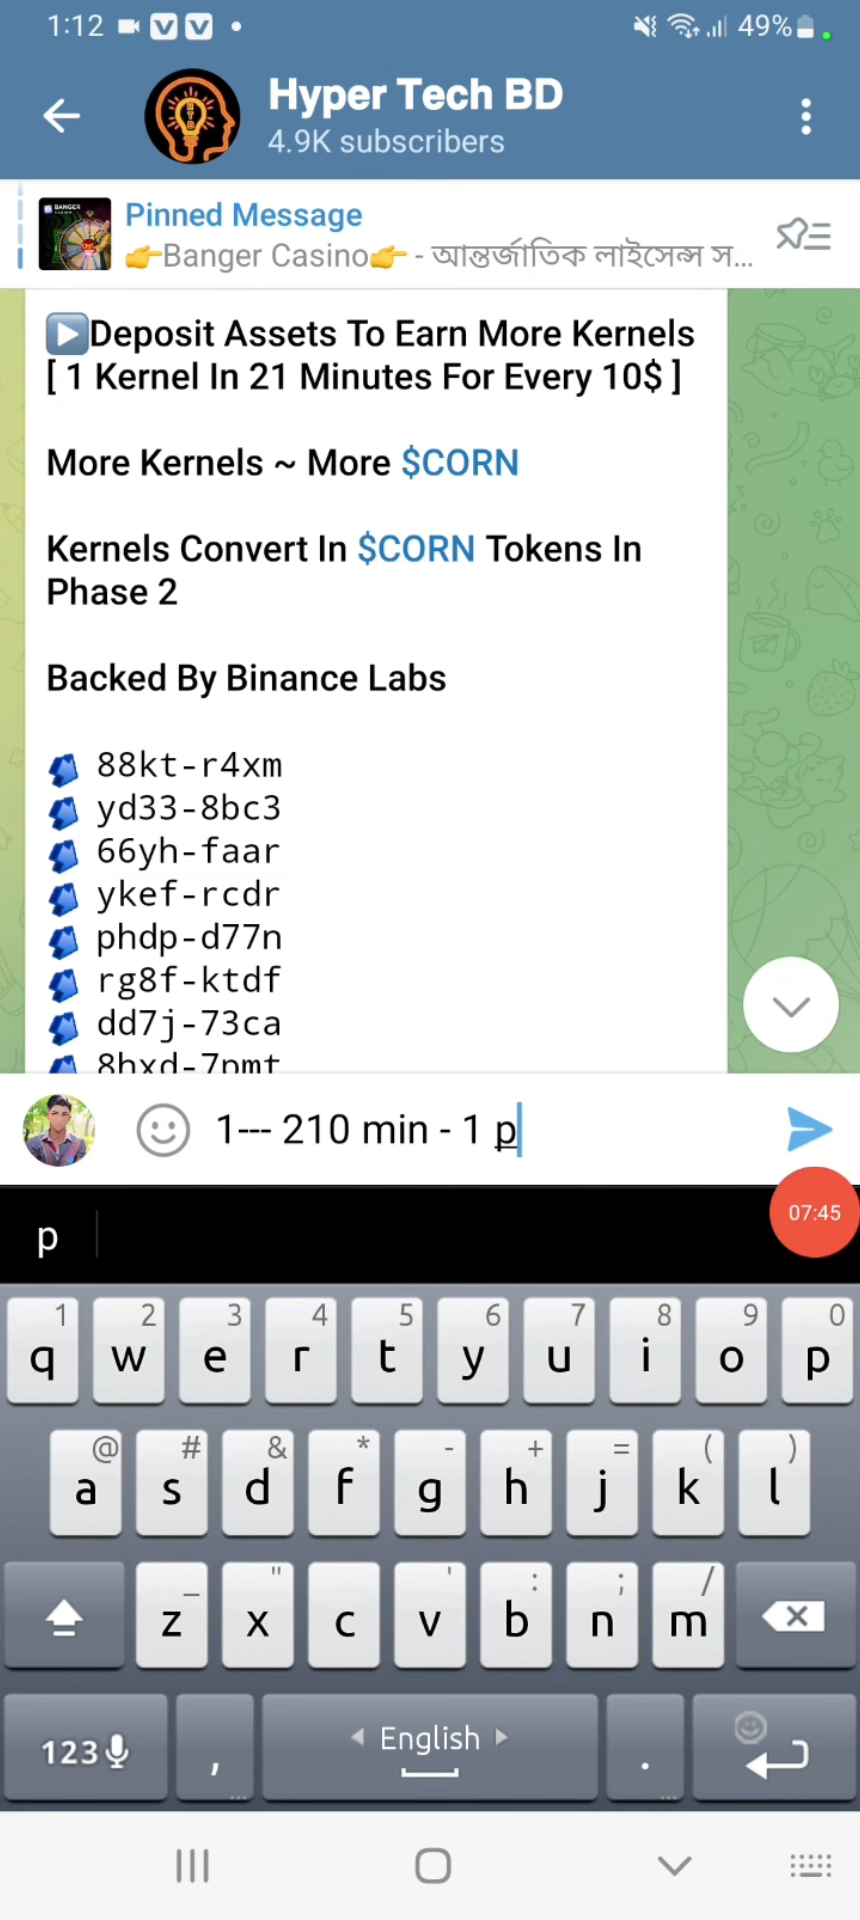 1:12
49%
Hyper Tech BD
4.9K subscribers
BANGER
Pinned Message
👉Banger Casino👉 - আন্তর্জাতিক লাইসেন্স স...
▶️Deposit Assets To Earn More Kernels
[ 1 Kernel In 21 Minutes For Every 10$ ]
More Kernels ~ More $CORN
Kernels Convert In $CORN Tokens In
Phase 2
Backed By Binance Labs
88kt-r4xm
yd33-8bc3
66yh-faar
ykef-rcdr
phdp-d77n
rg8f-ktdf
dd7j-73ca
8hxd-7pmt
1--- 210 min - 1 p
07:45
p
1 2 3 4 5 6 7 8 9 0
q w e r t y u i o p
@ # & * - + = ( )
a s d f g h j k l
_ " ' : ; /
z x c v b n m
123 , English .